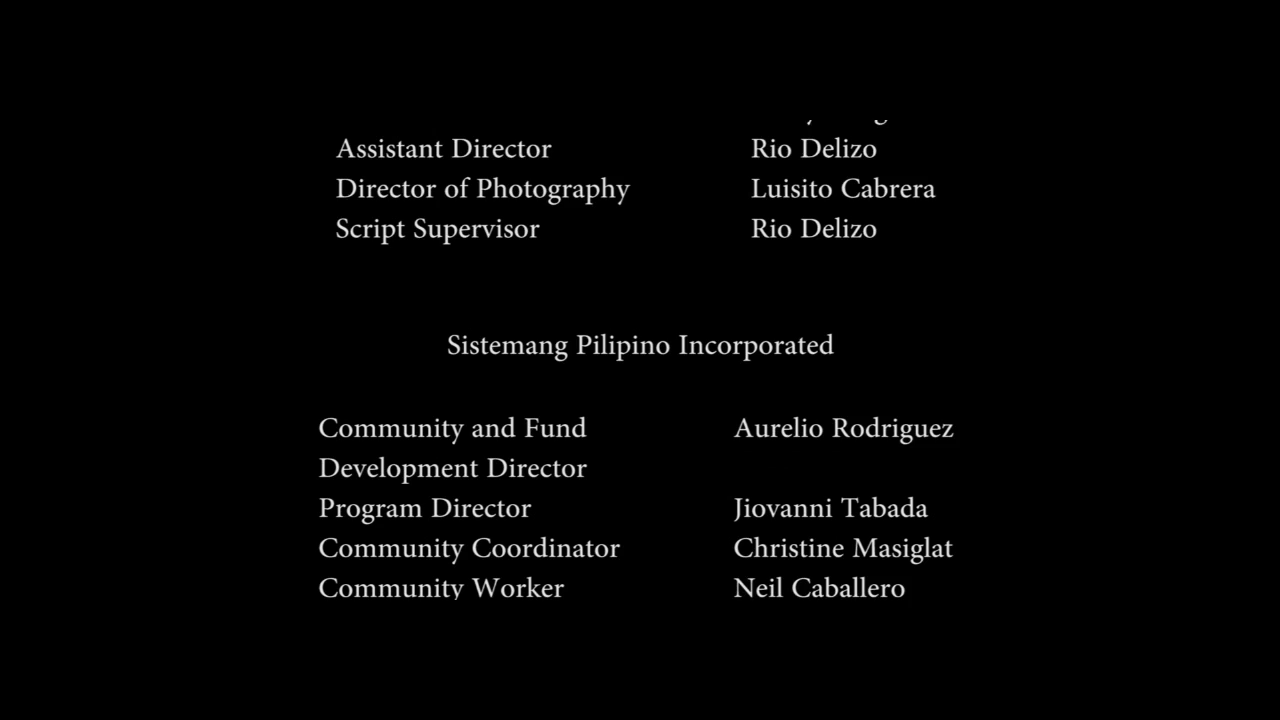 Assistant Director Rio Delizo
Director of Photography Luisito Cabrera
Script Supervisor Rio Delizo
Sistemang Pilipino Incorporated
Community and Fund Aurelio Rodriguez
Development Director
Program Director Jiovanni Tabada
Community Coordinator Christine Masiglat
Community Worker Neil Caballero